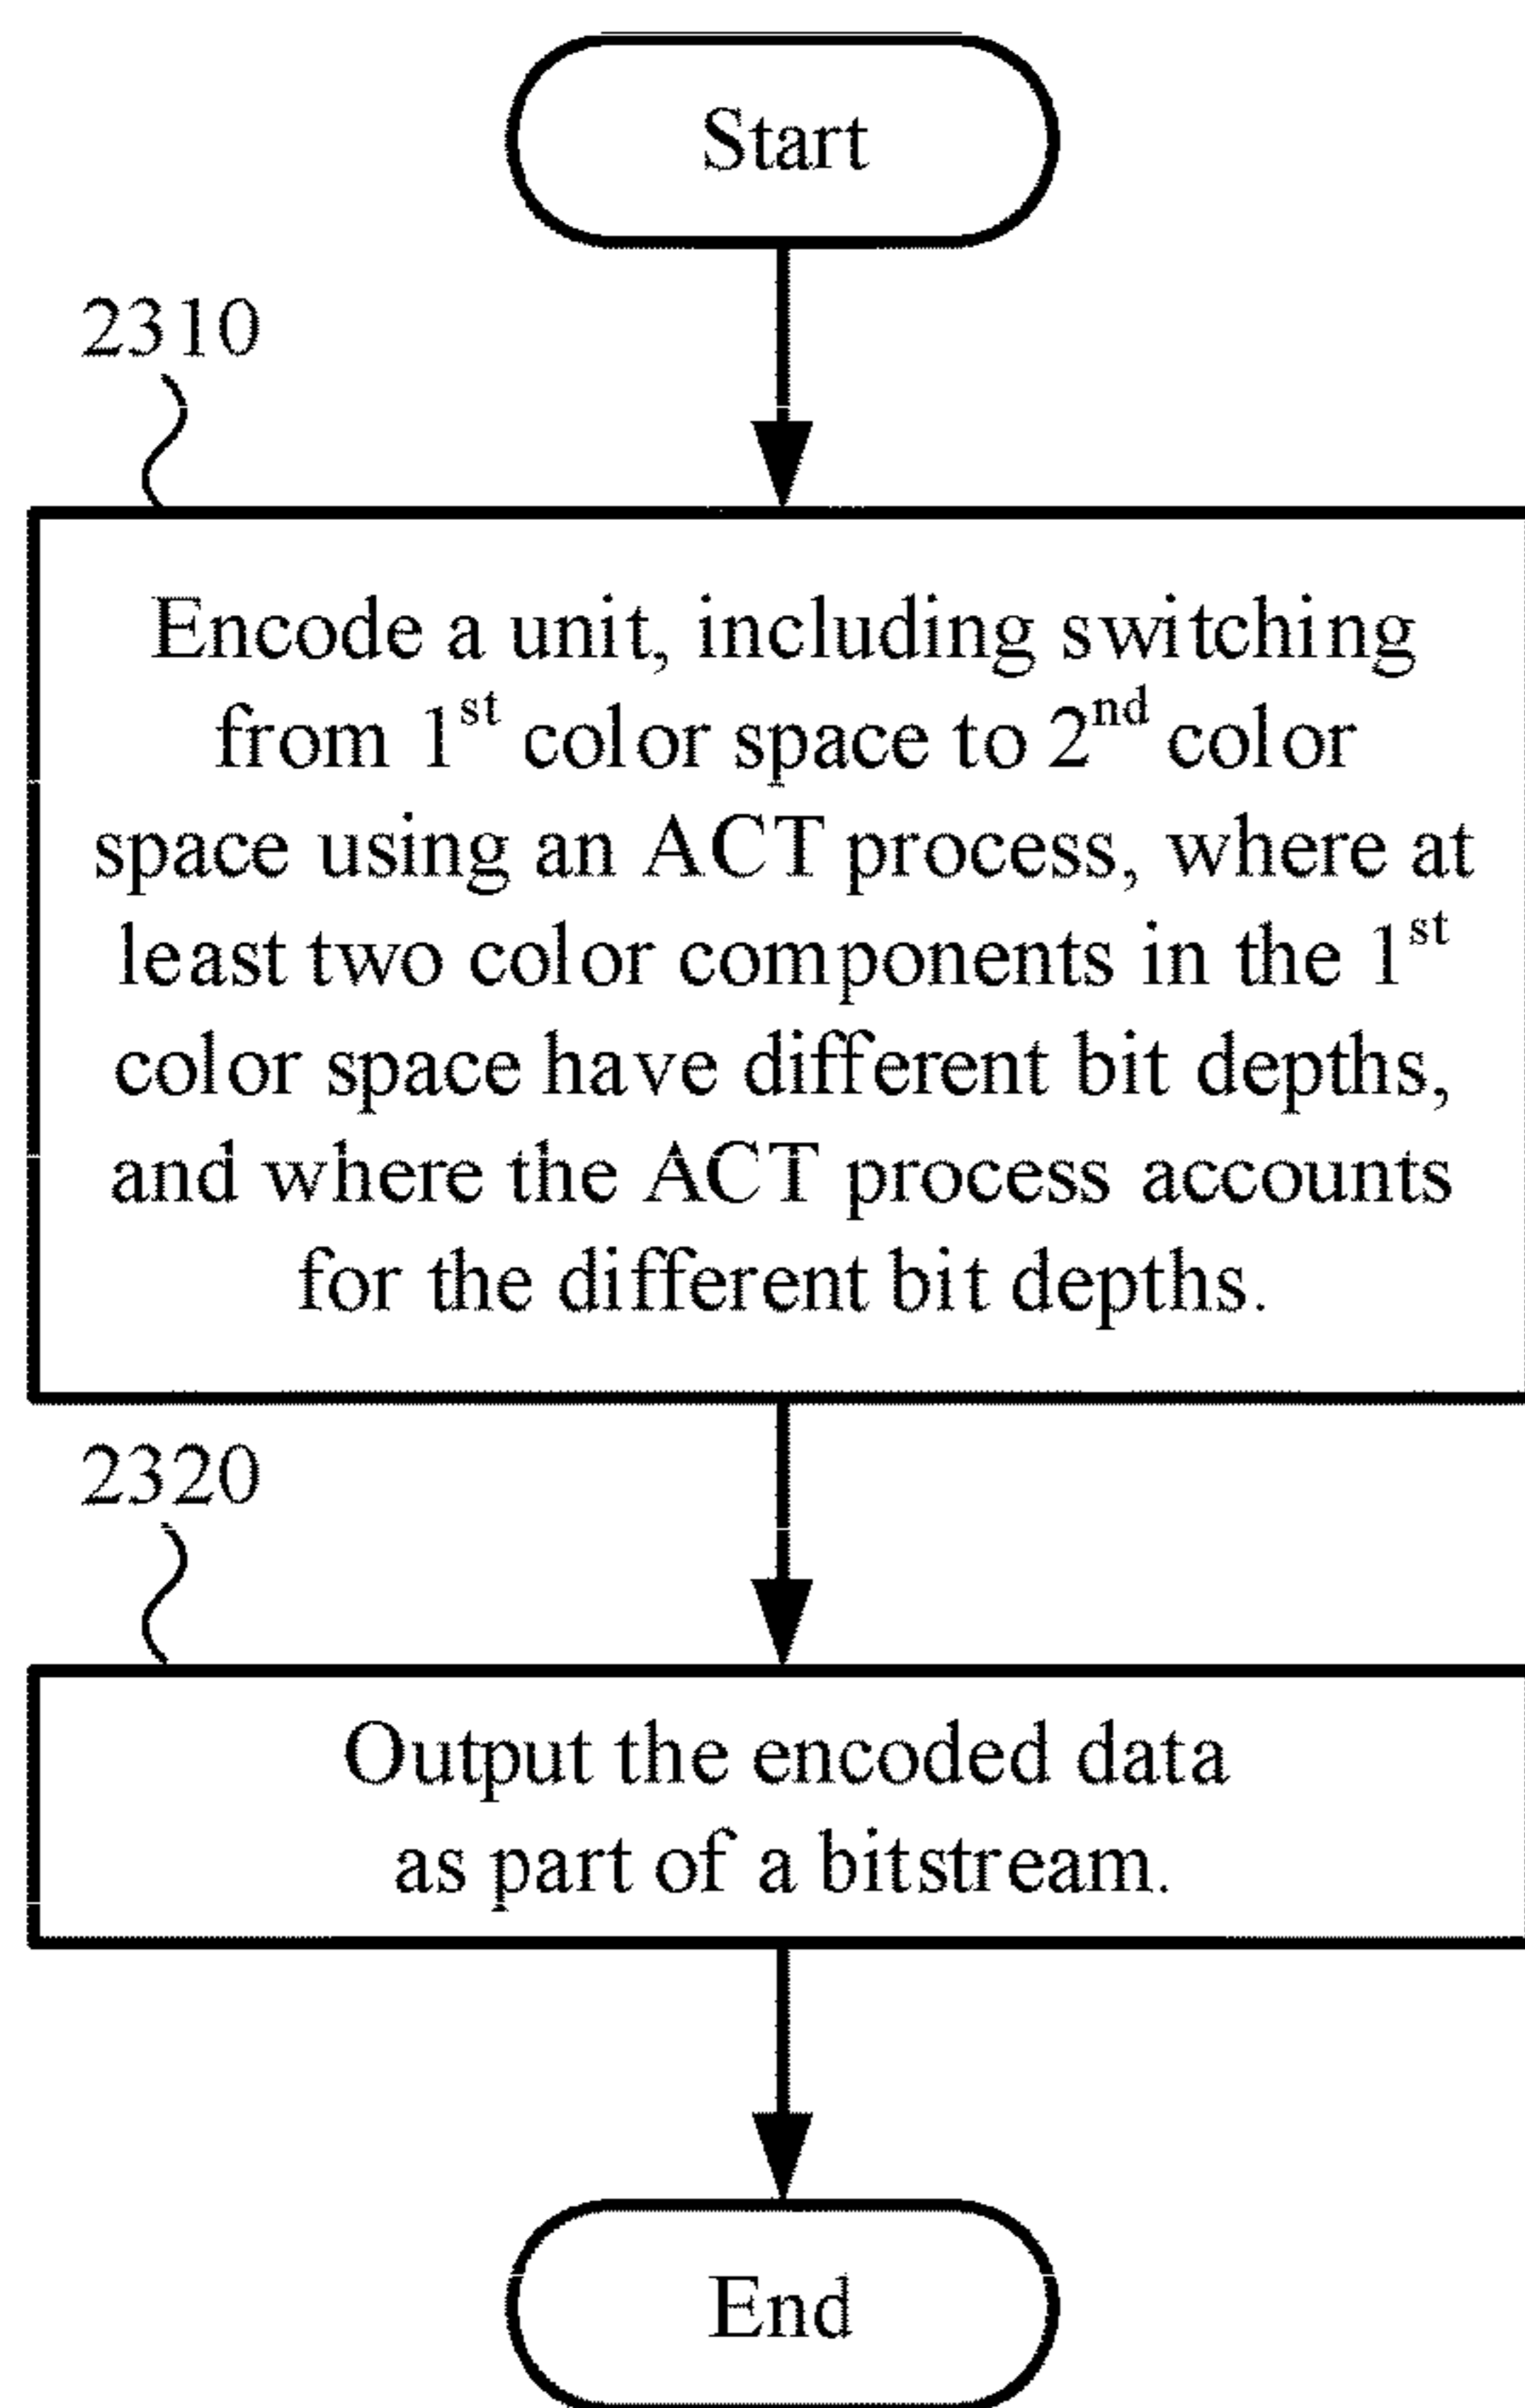 Start
2310
Encode a unit, including switching
from 1st color space to 2nd color
space using an ACT process, where at
least two color components in the 1st
color space have different bit depths,
and where the ACT process accounts
for the different bit depths.
2320
Output the encoded data
as part of a bitstream.
End